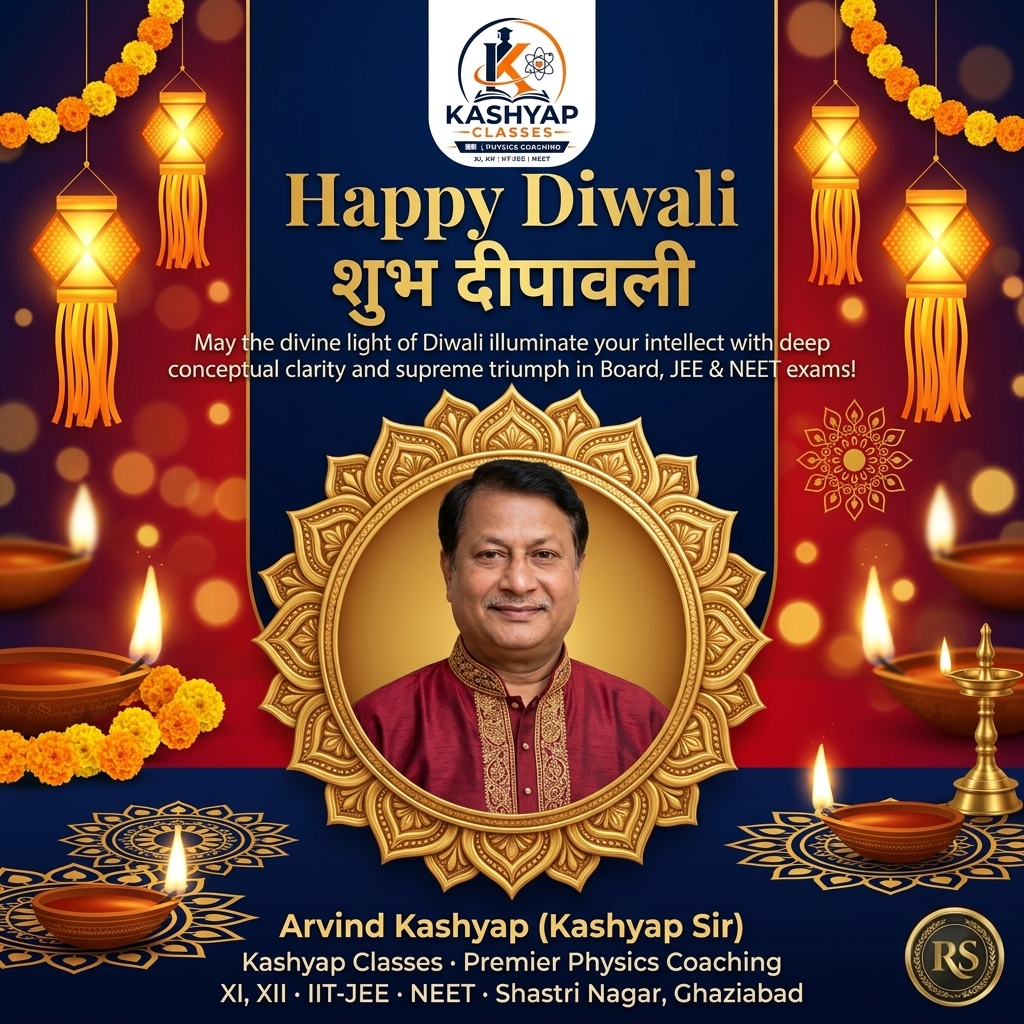 KASHYAP
CLASSES
PHYSICS COACHING
Happy Diwali
शुभ दीपावली
May the divine light of Diwali illuminate your intellect with deep
conceptual clarity and supreme triumph in Board, JEE & NEET exams!
Arvind Kashyap (Kashyap Sir)
Kashyap Classes · Premier Physics Coaching
XI, XII · IIT-JEE · NEET · Shastri Nagar, Ghaziabad
RS